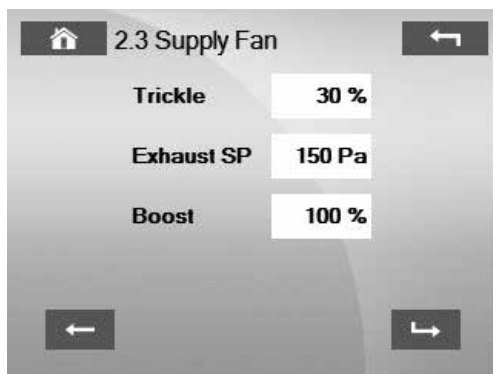 2.3 Supply Fan
Trickle 30 %
Exhaust SP 150 Pa
Boost 100 %